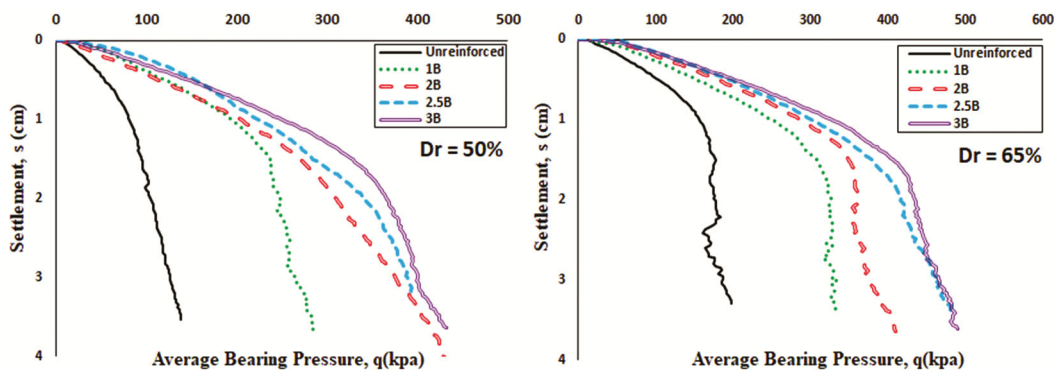 0 100 200 300 400 500
0
1
2
3
4
Settlement, s (cm)
Unreinforced
1B
2B
2.5B
3B
Dr = 50%
Average Bearing Pressure, q(kpa)
0 100 200 300 400 500 600
0
1
2
3
4
Settlement, s (cm)
Unreinforced
1B
2B
2.5B
3B
Dr = 65%
Average Bearing Pressure, q(kpa)